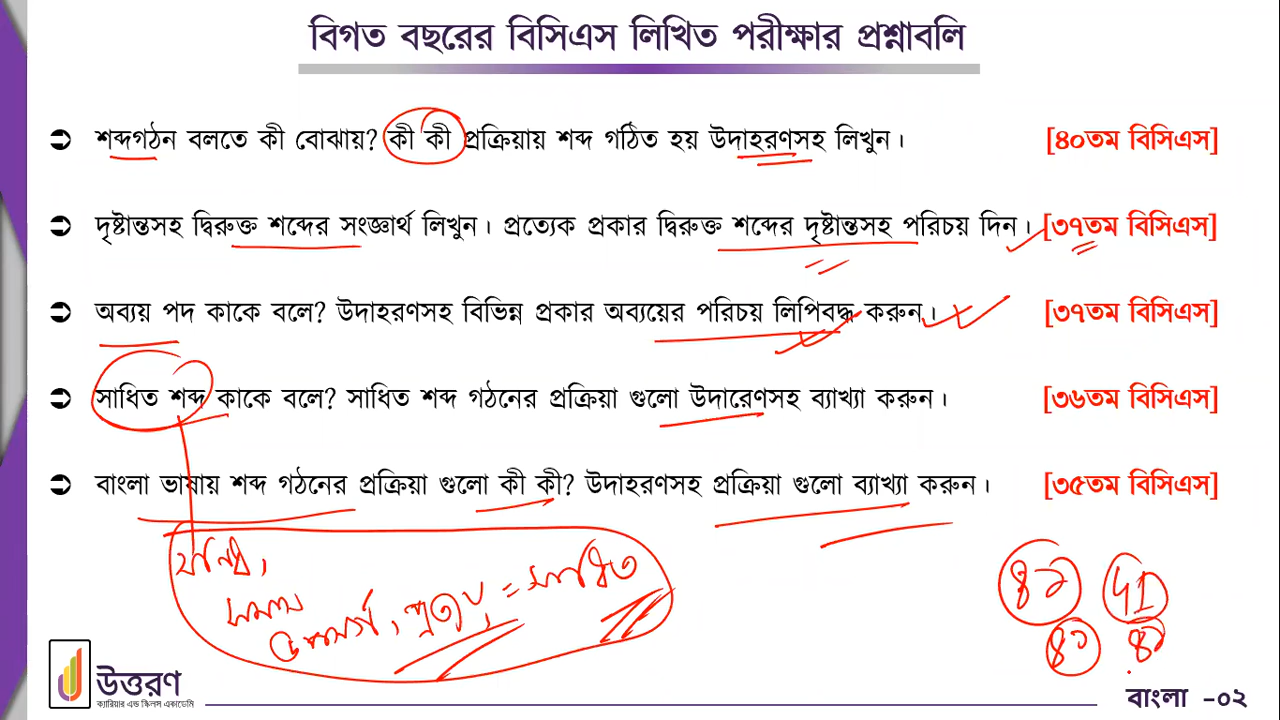 বিগত বছরের বিসিএস লিখিত পরীক্ষার প্রশ্নাবলি
➲ শব্দগঠন বলতে কী বোঝায়? কী কী প্রক্রিয়ায় শব্দ গঠিত হয় উদাহরণসহ লিখুন। [৪০তম বিসিএস]
➲ দৃষ্টান্তসহ দ্বিরুক্ত শব্দের সংজ্ঞার্থ লিখুন। প্রত্যেক প্রকার দ্বিরুক্ত শব্দের দৃষ্টান্তসহ পরিচয় দিন। [৩৭তম বিসিএস]
➲ অব্যয় পদ কাকে বলে? উদাহরণসহ বিভিন্ন প্রকার অব্যয়ের পরিচয় লিপিবদ্ধ করুন। [৩৭তম বিসিএস]
➲ সাধিত শব্দ কাকে বলে? সাধিত শব্দ গঠনের প্রক্রিয়া গুলো উদারেণসহ ব্যাখ্যা করুন। [৩৬তম বিসিএস]
➲ বাংলা ভাষায় শব্দ গঠনের প্রক্রিয়া গুলো কী কী? উদাহরণসহ প্রক্রিয়া গুলো ব্যাখ্যা করুন। [৩৫তম বিসিএস]
সন্ধি,
সমাস
উপসর্গ, প্রত্যয়, = সাধিত
41
উত্তরণ
ক্যারিয়ার এন্ড স্কিলস একাডেমি
বাংলা -০২